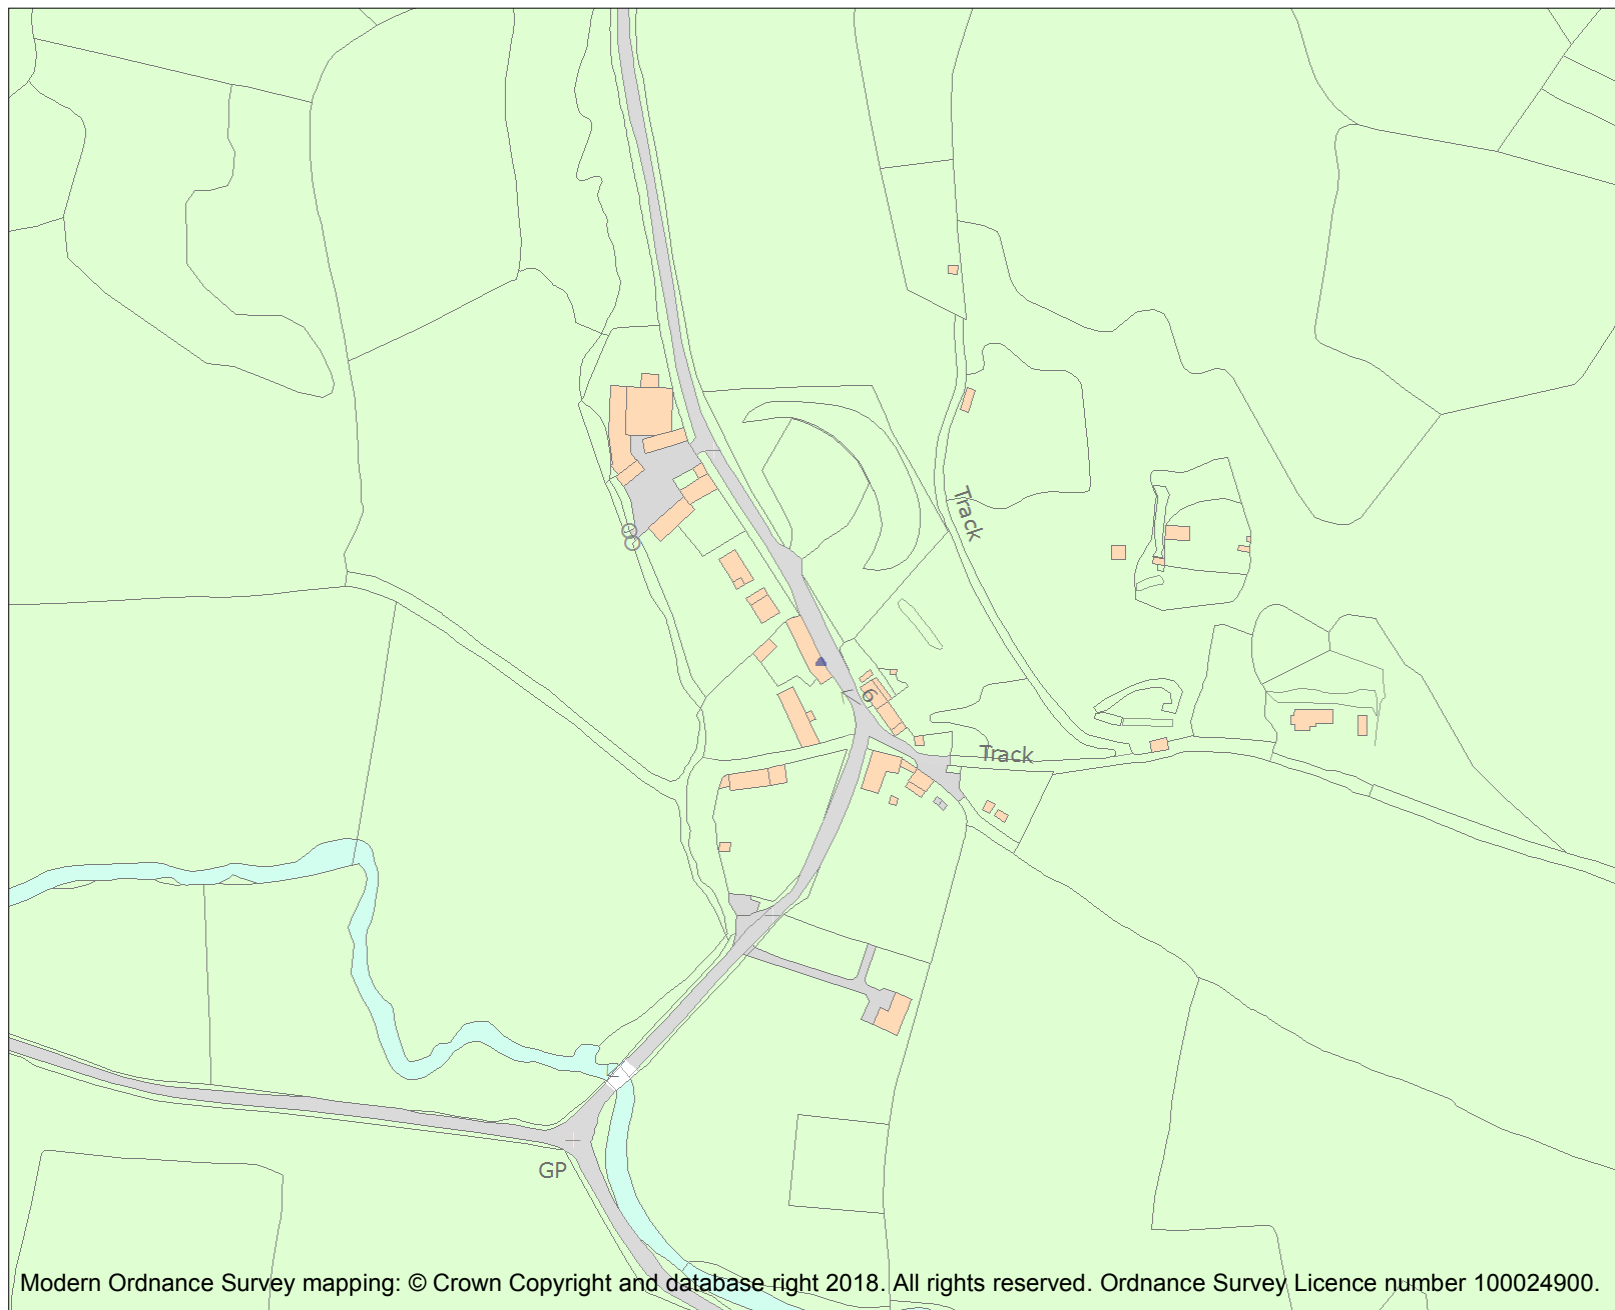 Track
6
Track
GP
Modern Ordnance Survey mapping: © Crown Copyright and database right 2018. All rights reserved. Ordnance Survey Licence number 100024900.